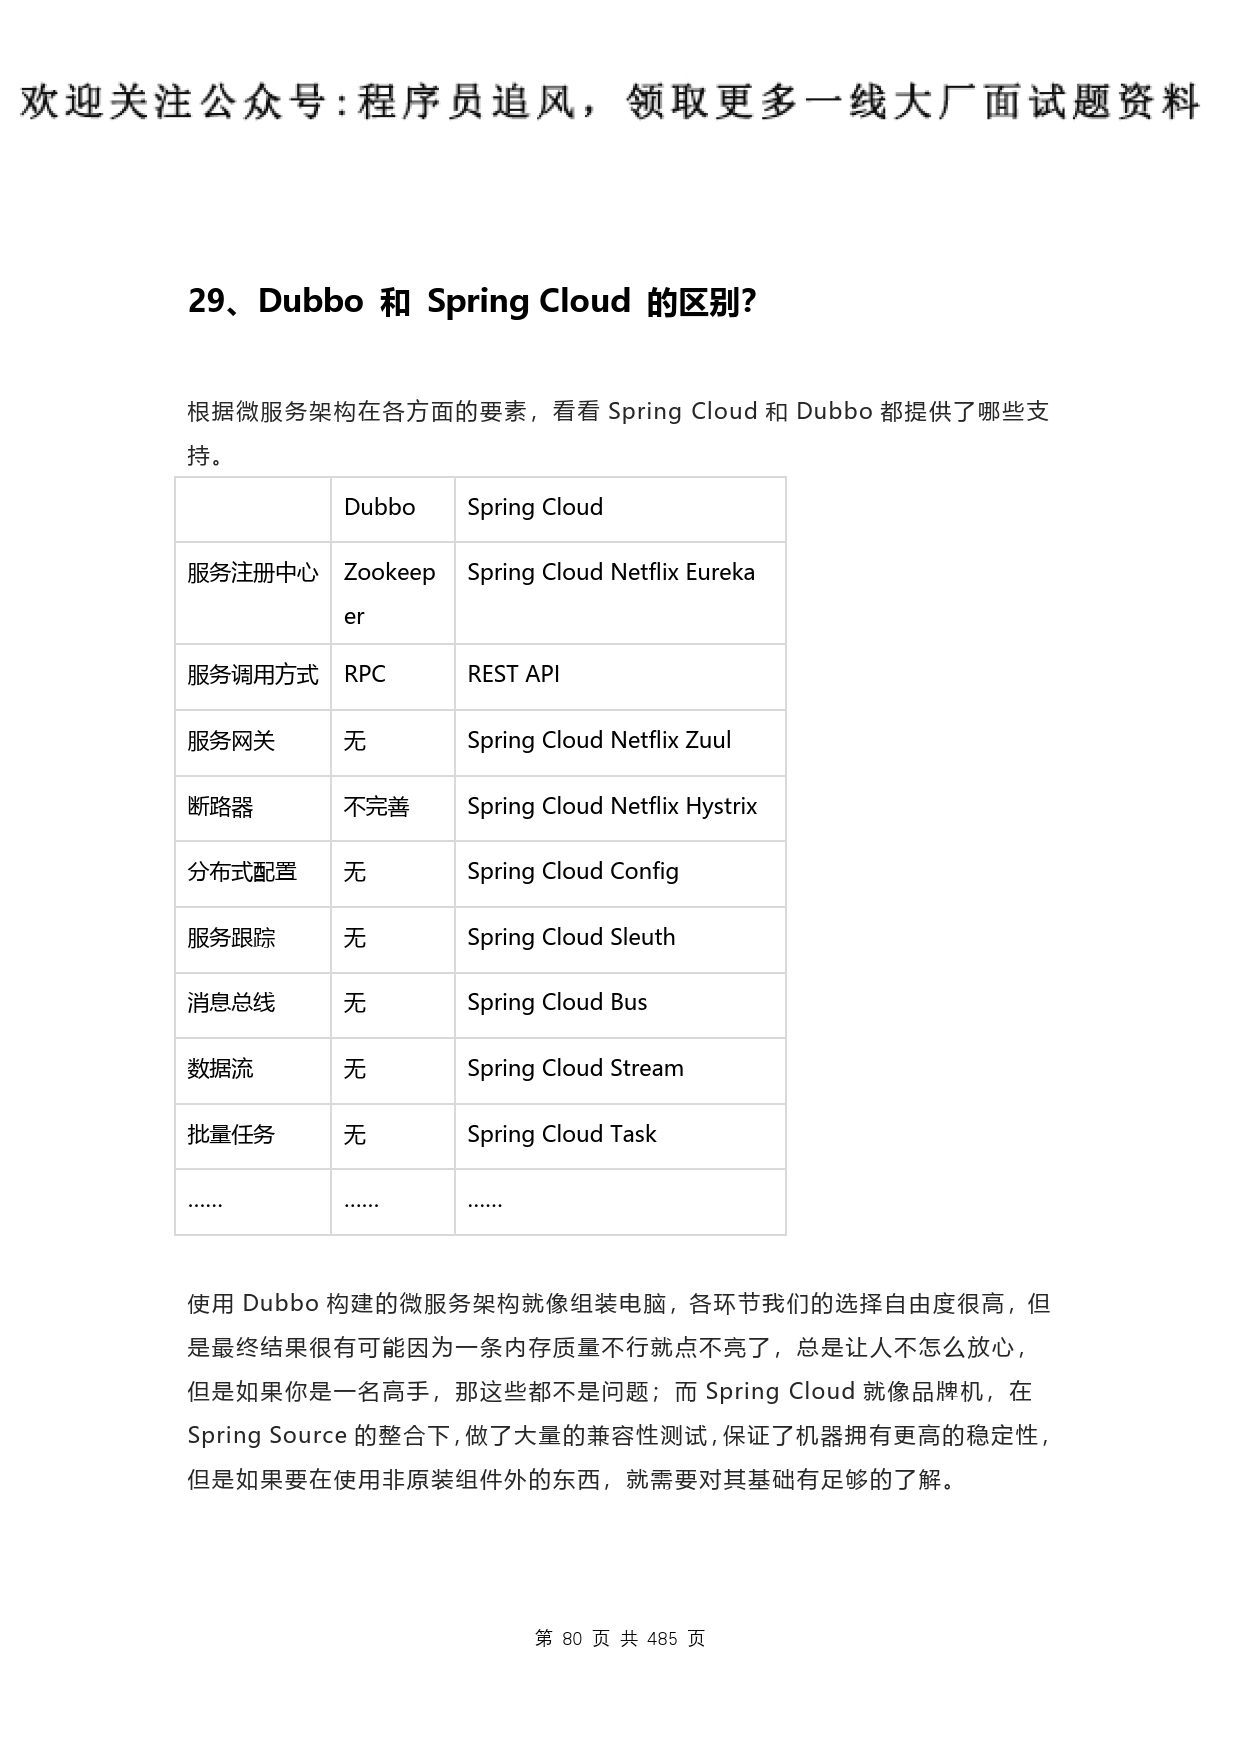 欢迎关注公众号:程序员追风，领取更多一线大厂面试题资料
29、Dubbo 和 Spring Cloud 的区别?
根据微服务架构在各方面的要素，看看 Spring Cloud 和 Dubbo 都提供了哪些支
持。
Dubbo Spring Cloud
服务注册中心 Zookeep Spring Cloud Netflix Eureka
er
服务调用方式 RPC REST API
服务网关 无 Spring Cloud Netflix Zuul
断路器 不完善 Spring Cloud Netflix Hystrix
分布式配置 无 Spring Cloud Config
服务跟踪 无 Spring Cloud Sleuth
消息总线 无 Spring Cloud Bus
数据流 无 Spring Cloud Stream
批量任务 无 Spring Cloud Task
…… …… ……
使用 Dubbo 构建的微服务架构就像组装电脑，各环节我们的选择自由度很高，但
是最终结果很有可能因为一条内存质量不行就点不亮了，总是让人不怎么放心，
但是如果你是一名高手，那这些都不是问题；而 Spring Cloud 就像品牌机，在
Spring Source 的整合下，做了大量的兼容性测试，保证了机器拥有更高的稳定性，
但是如果要在使用非原装组件外的东西，就需要对其基础有足够的了解。
第 80 页 共 485 页